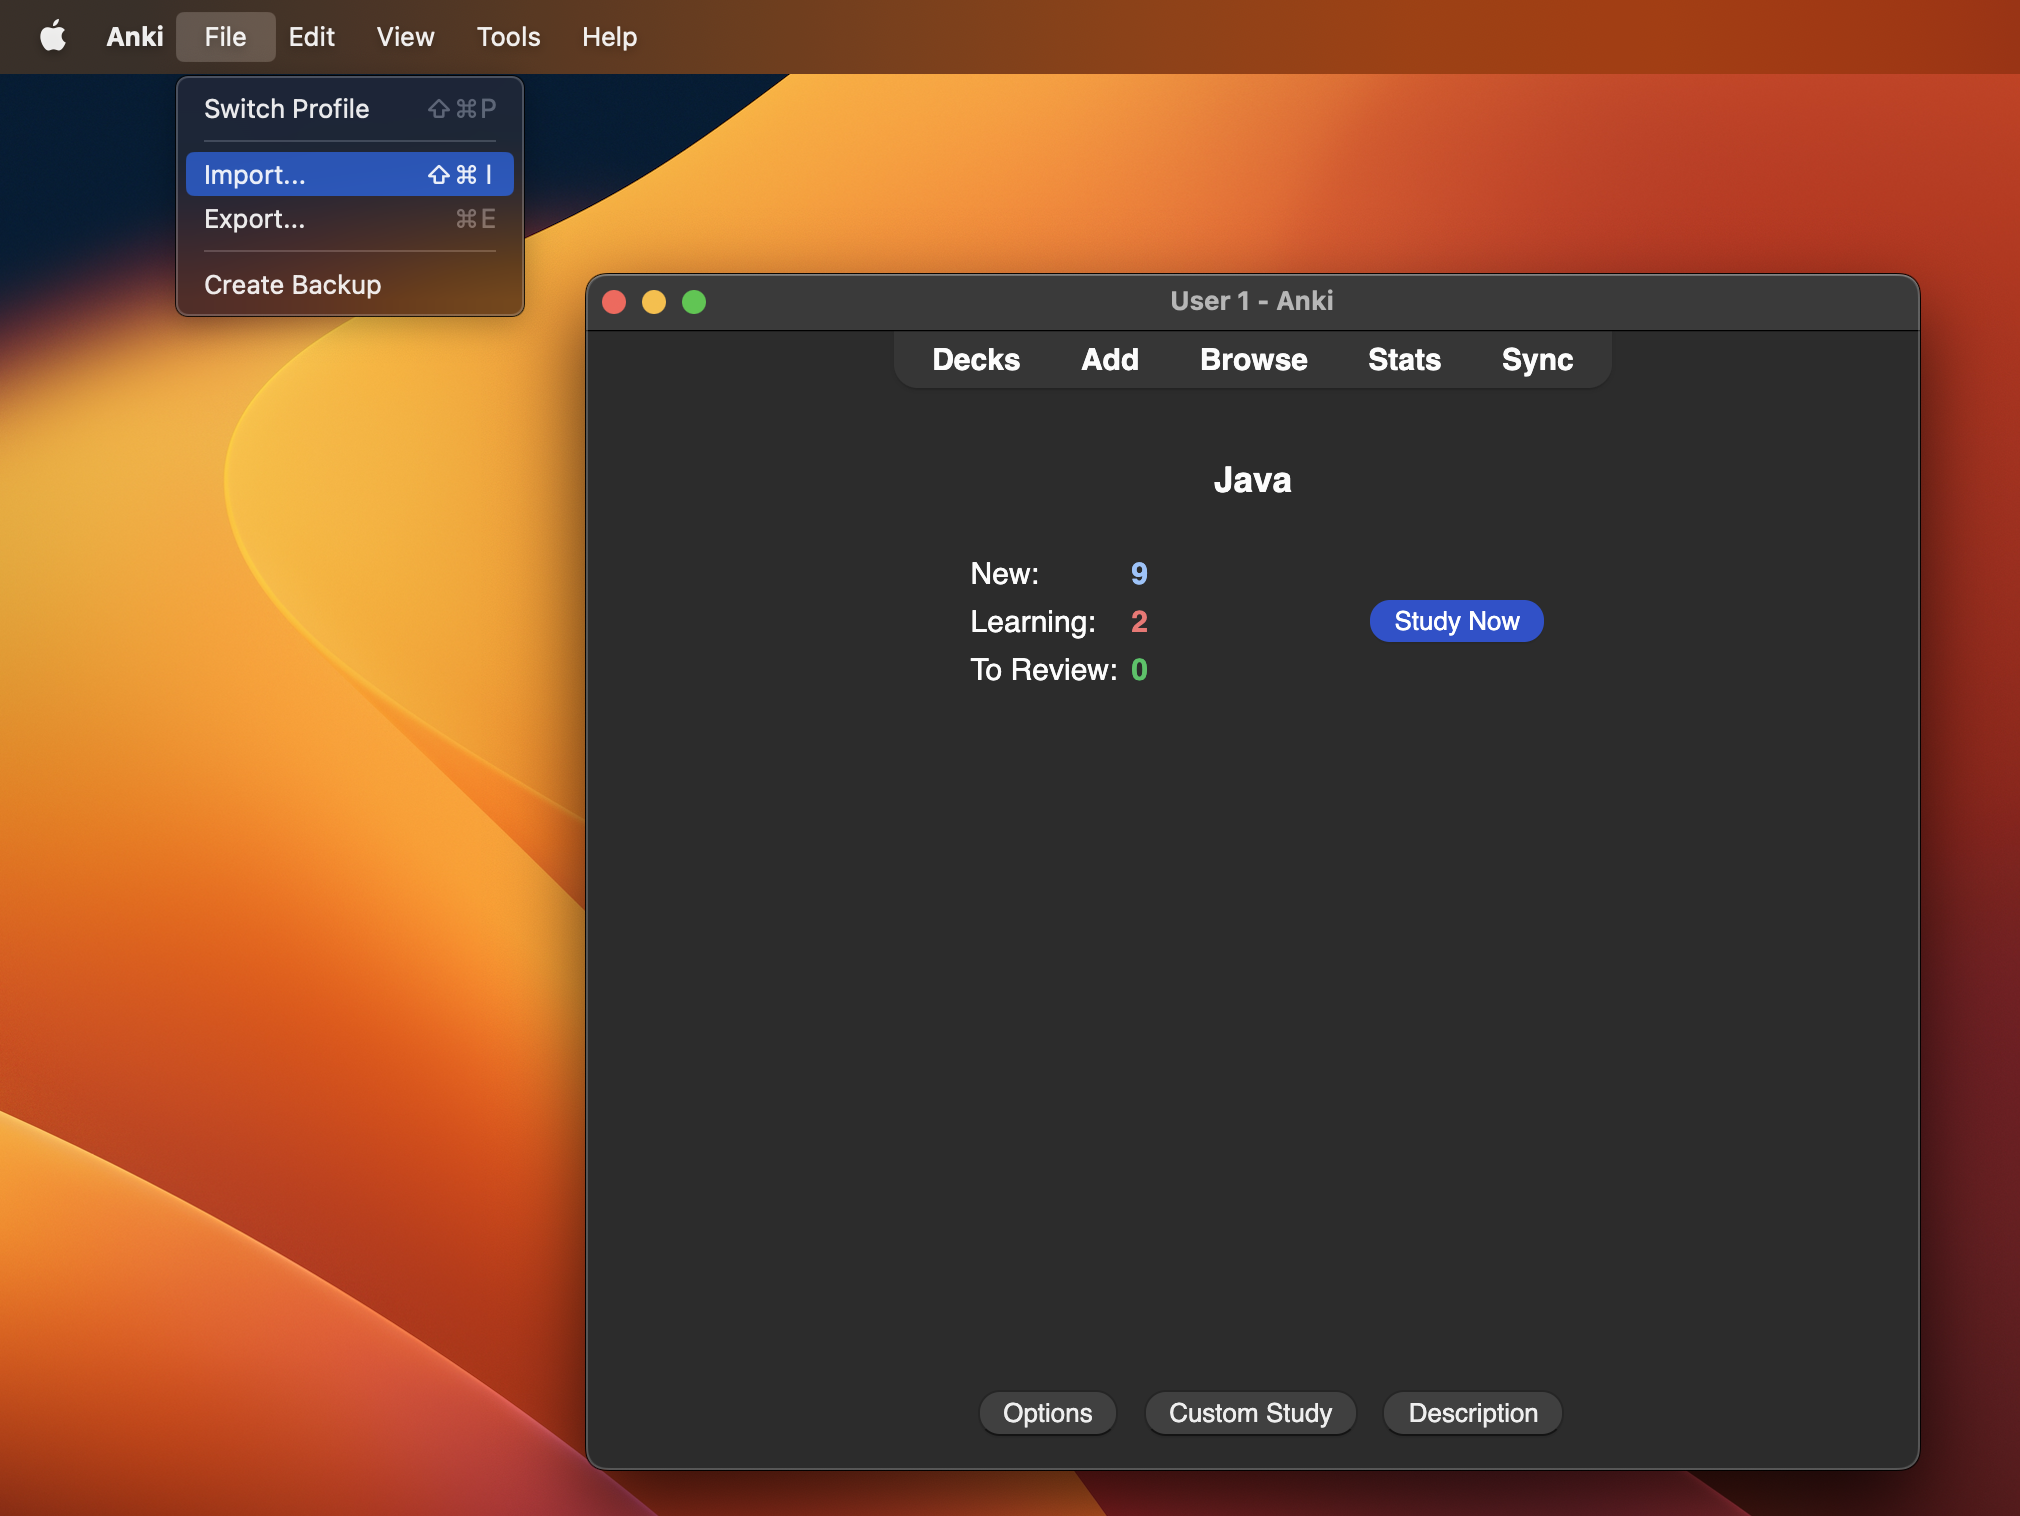 Anki File Edit View Tools Help
Switch Profile ⇧⌘P
Import... ⇧⌘I
Export... ⌘E
Create Backup
User 1 - Anki
Decks Add Browse Stats Sync
Java
New: 9
Learning: 2
Study Now
To Review: 0
Options Custom Study Description